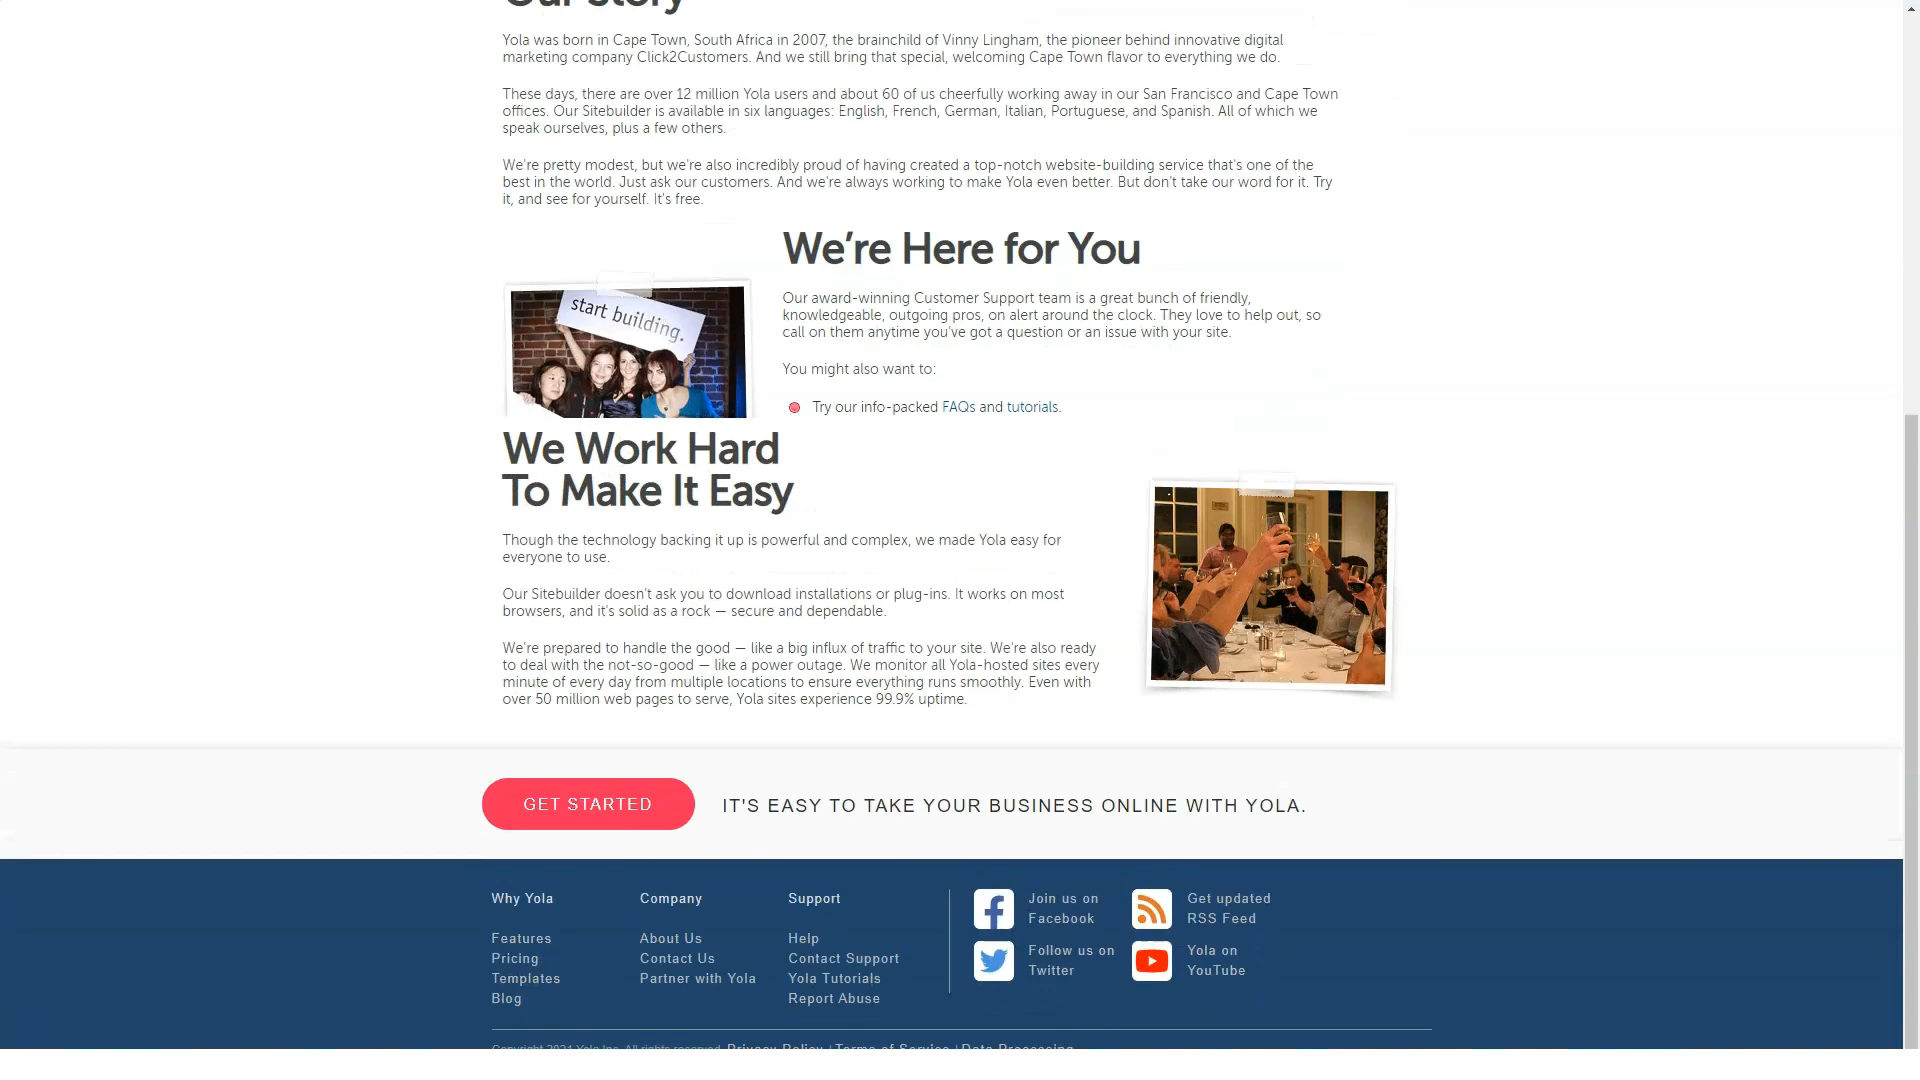 Our Story
Yola was born in Cape Town, South Africa in 2007, the brainchild of Vinny Lingham, the pioneer behind innovative digital
marketing company Click2Customers. And we still bring that special, welcoming Cape Town flavor to everything we do.
These days, there are over 12 million Yola users and about 60 of us cheerfully working away in our San Francisco and Cape Town
offices. Our Sitebuilder is available in six languages: English, French, German, Italian, Portuguese, and Spanish. All of which we
speak ourselves, plus a few others.
We're pretty modest, but we're also incredibly proud of having created a top-notch website-building service that's one of the
best in the world. Just ask our customers. And we're always working to make Yola even better. But don't take our word for it. Try
it, and see for yourself. It's free.
We're Here for You
start building.
Our award-winning Customer Support team is a great bunch of friendly,
knowledgeable, outgoing pros, on alert around the clock. They love to help out, so
call on them anytime you've got a question or an issue with your site.
You might also want to:
Try our info-packed FAQs and tutorials.
We Work Hard
To Make It Easy
Though the technology backing it up is powerful and complex, we made Yola easy for
everyone to use.
Our Sitebuilder doesn't ask you to download installations or plug-ins. It works on most
browsers, and it's solid as a rock — secure and dependable.
We're prepared to handle the good — like a big influx of traffic to your site. We're also ready
to deal with the not-so-good — like a power outage. We monitor all Yola-hosted sites every
minute of every day from multiple locations to ensure everything runs smoothly. Even with
over 50 million web pages to serve, Yola sites experience 99.9% uptime.
GET STARTED
IT'S EASY TO TAKE YOUR BUSINESS ONLINE WITH YOLA.
Why Yola
Features
Pricing
Templates
Blog
Company
About Us
Contact Us
Partner with Yola
Support
Help
Contact Support
Yola Tutorials
Report Abuse
Join us on
Facebook
Follow us on
Twitter
Get updated
RSS Feed
Yola on
YouTube
Copyright 2021 Yola Inc. All rights reserved. Privacy Policy | Terms of Service | Data Processing